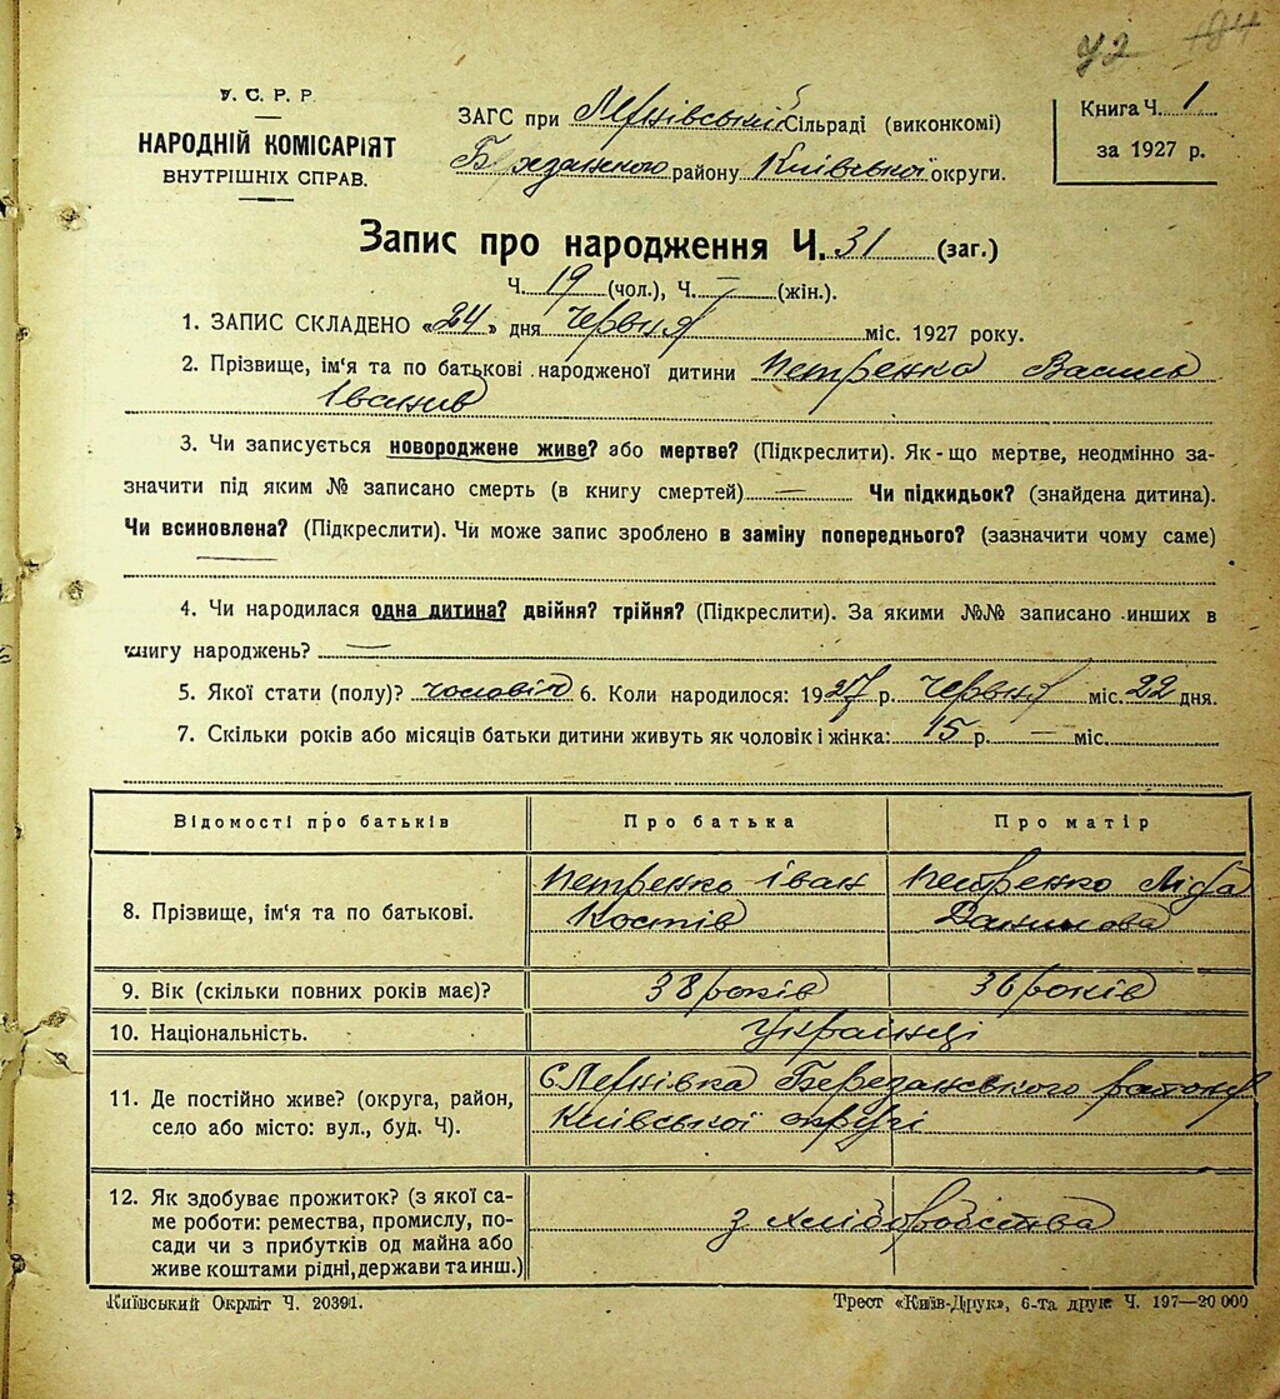 У. С. Р. Р.
НАРОДНІЙ КОМІСАРІЯТ
ВНУТРІШНІХ СПРАВ.
ЗАГС при Лехнівській Сільраді (виконкомі)
Березанського району Київської округи.
Книга Ч. 1
за 1927 р.
Запис про народження Ч. 31 (заг.)
Ч. 19 (чол.), Ч. — (жін.).
1. ЗАПИС СКЛАДЕНО «24» дня Червня міс. 1927 року.
2. Прізвище, ім'я та по батькові народженої дитини Петренко Василь
Іванів
3. Чи записується новороджене живе? або мертве? (Підкреслити). Як-що мертве, неодмінно за-
значити під яким № записано смерть (в книгу смертей) — Чи підкидьок? (знайдена дитина).
Чи всиновлена? (Підкреслити). Чи може запис зроблено в заміну попереднього? (зазначити чому саме)
—
4. Чи народилася одна дитина? двійня? трійня? (Підкреслити). За якими №№ записано инших в
книгу народжень? —
5. Якої стати (полу)? чоловіч 6. Коли народилося: 1927 р. Червня міс. 22 дня.
7. Скільки років або місяців батьки дитини живуть як чоловік і жінка: 15 р. — міс.
Відомості про батьків Про батька Про матір
8. Прізвище, ім'я та по батькові. Петренко Іван Петренко
Костів Данилова
9. Вік (скільки повних років має)? 38 років 36 років
10. Національність. Українці
11. Де постійно живе? (округа, район, с Лехнівка Березанського району
село або місто: вул., буд. Ч). Київської округи
12. Як здобуває прожиток? (з якої са-
ме роботи: ремества, промислу, по- з хліборобства
сади чи з прибутків од майна або
живе коштами рідні, держави та инш.)
Київський Окрліт Ч. 20391. Трест «Київ-Друк», 6-та друк. Ч. 197—20 000